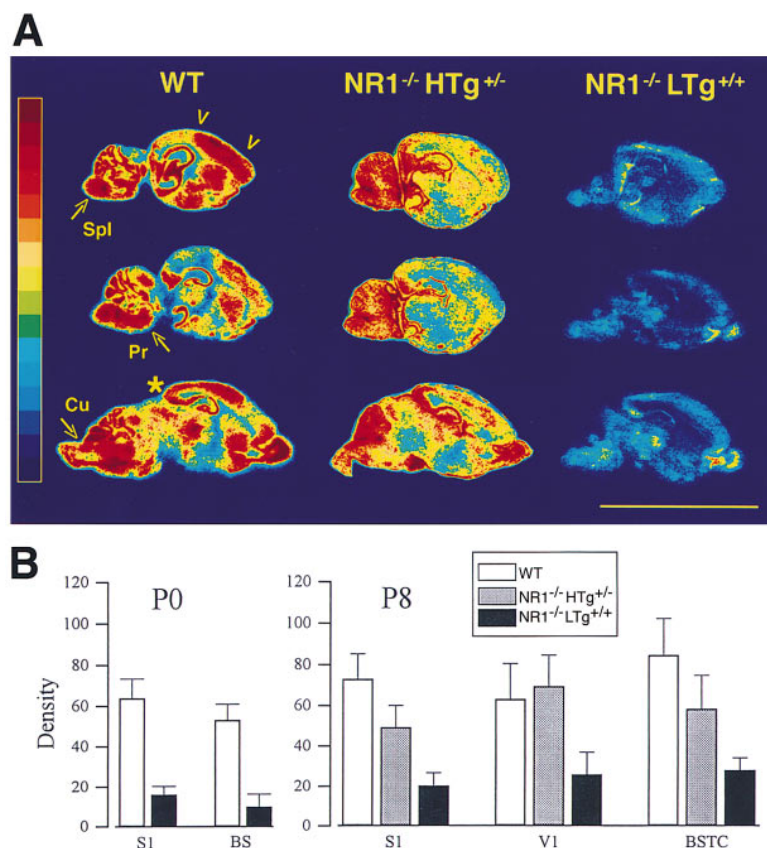 A
WT NR1⁻/⁻ HTg⁺/⁻ NR1⁻/⁻ LTg⁺/⁺
V V
Spl
Pr
*
Cu
B
120
100
80
60
40
20
0
Density
P0
S1 BS
120
100
80
60
40
20
0
P8
WT
NR1⁻/⁻HTg⁺/⁻
NR1⁻/⁻LTg⁺/⁺
S1 V1 BSTC